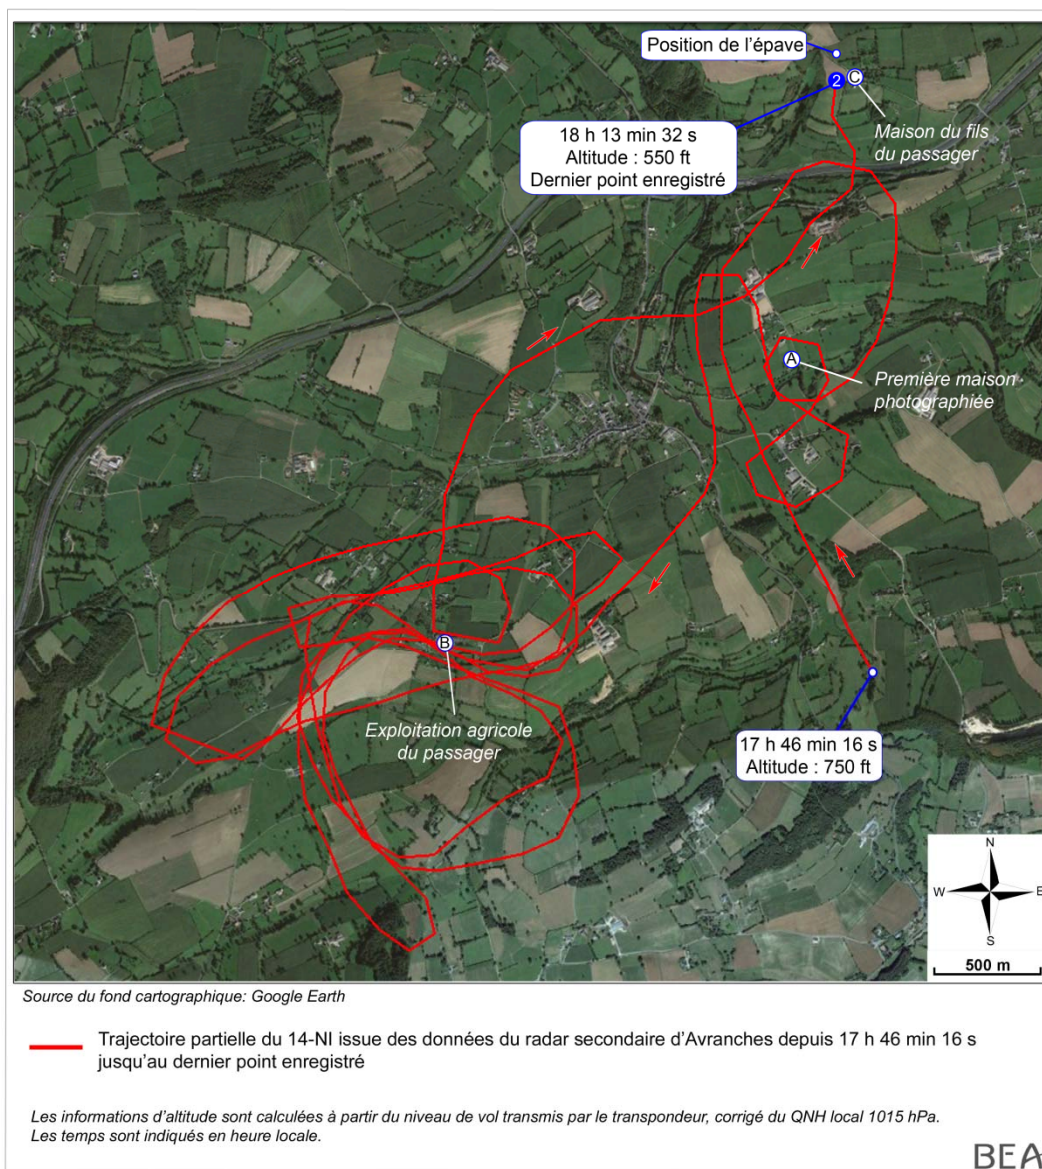 Position de l'épave
2
C
18 h 13 min 32 s
Altitude : 550 ft
Dernier point enregistré
Maison du fils
du passager
A
Première maison
photographiée
B
Exploitation agricole
du passager
17 h 46 min 16 s
Altitude : 750 ft
N
W E
S
500 m
Source du fond cartographique: Google Earth
Trajectoire partielle du 14-NI issue des données du radar secondaire d'Avranches depuis 17 h 46 min 16 s
jusqu'au dernier point enregistré
Les informations d'altitude sont calculées à partir du niveau de vol transmis par le transpondeur, corrigé du QNH local 1015 hPa.
Les temps sont indiqués en heure locale.
BEA